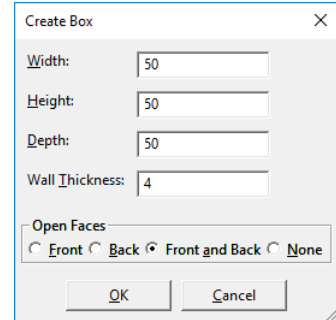 Create Box
Width: 50
Height: 50
Depth: 50
Wall Thickness: 4
Open Faces
Front Back Front and Back None
OK Cancel